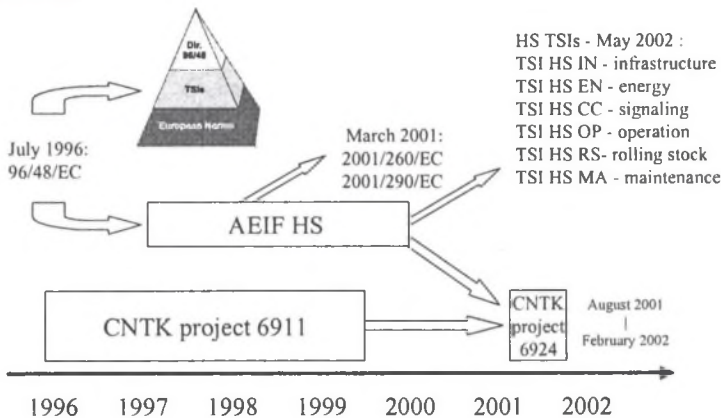 Dir.
96/48
TSIs
European Norms
HS TSIs - May 2002 :
TSI HS IN - infrastructure
TSI HS EN - energy
TSI HS CC - signaling
TSI HS OP - operation
TSI HS RS- rolling stock
TSI HS MA - maintenance
July 1996:
96/48/EC
March 2001:
2001/260/EC
2001/290/EC
AEIF HS
CNTK project 6911
CNTK
project
6924
August 2001
|
February 2002
1996 1997 1998 1999 2000 2001 2002